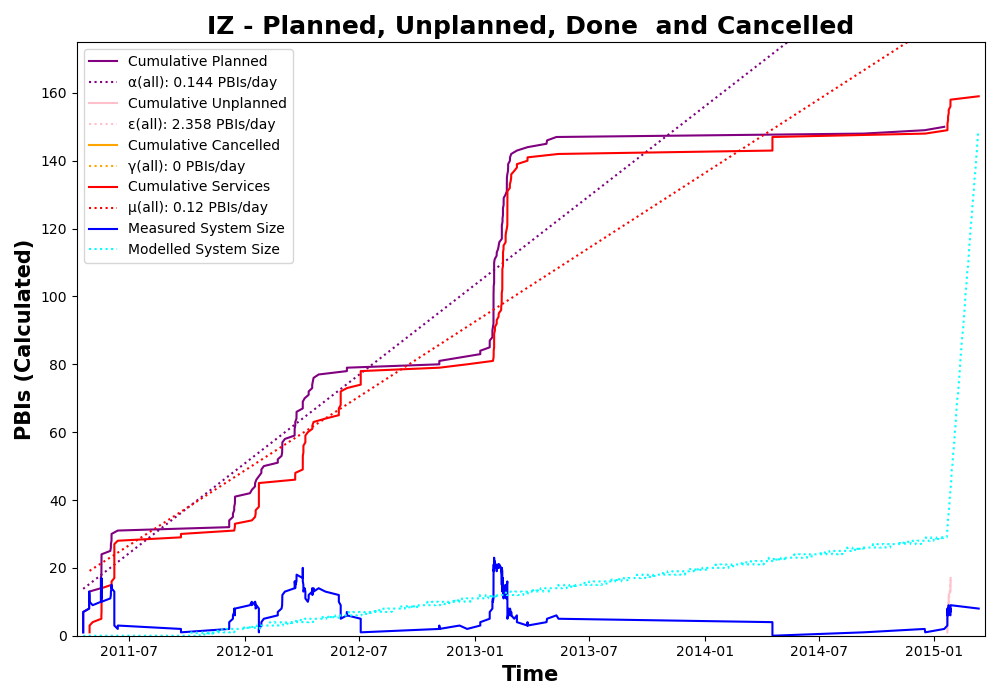 IZ - Planned, Unplanned, Done  and Cancelled
Cumulative Planned
α(all): 0.144 PBIs/day
Cumulative Unplanned
ε(all): 2.358 PBIs/day
Cumulative Cancelled
γ(all): 0 PBIs/day
Cumulative Services
μ(all): 0.12 PBIs/day
Measured System Size
Modelled System Size
PBIs (Calculated)
160
140
120
100
80
60
40
20
0
2011-07 2012-01 2012-07 2013-01 2013-07 2014-01 2014-07 2015-01
Time